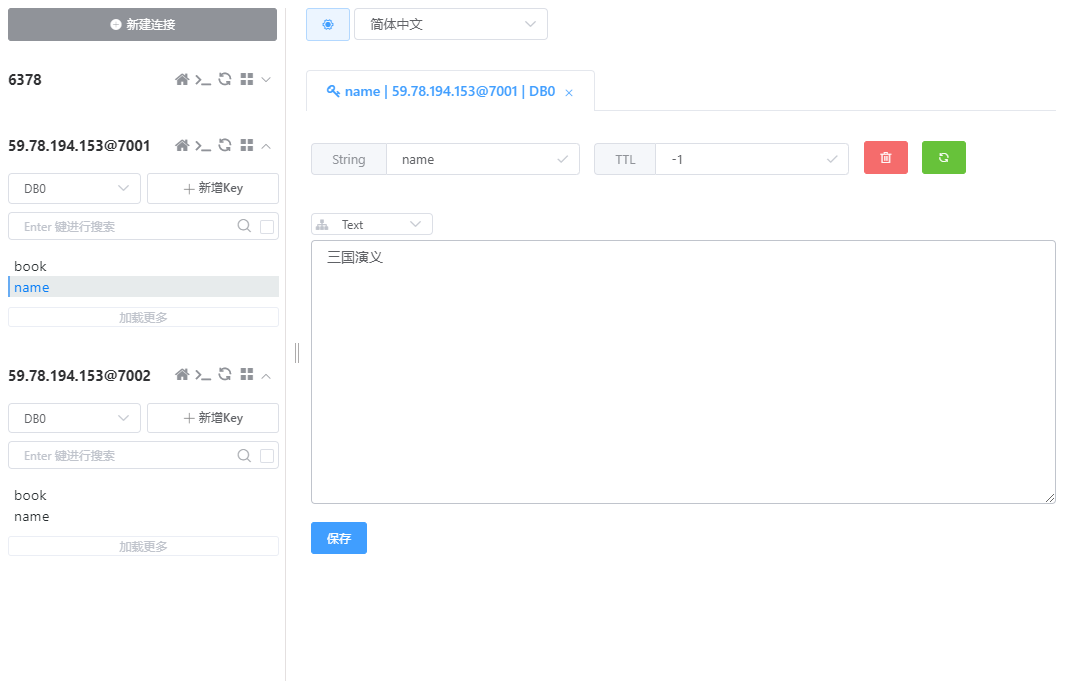 新建连接
6378
59.78.194.153@7001
DB0
新增Key
Enter 键进行搜索
book
name
加载更多
59.78.194.153@7002
DB0
新增Key
Enter 键进行搜索
book
name
加载更多
简体中文
name | 59.78.194.153@7001 | DB0
String name TTL -1
Text
三国演义
保存